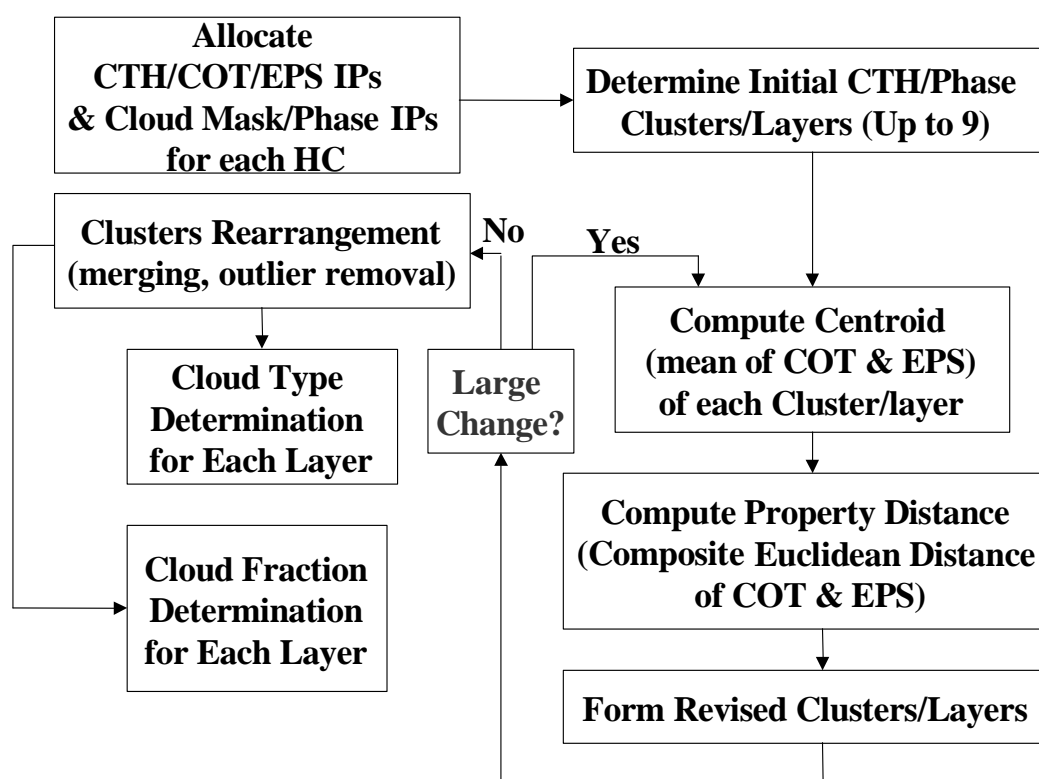 Allocate
CTH/COT/EPS IPs
& Cloud Mask/Phase IPs
for each HC
Determine Initial CTH/Phase
Clusters/Layers (Up to 9)
Clusters Rearrangement
(merging, outlier removal)
No
Yes
Compute Centroid
(mean of COT & EPS)
of each Cluster/layer
Large
Change?
Cloud Type
Determination
for Each Layer
Compute Property Distance
(Composite Euclidean Distance
of COT & EPS)
Cloud Fraction
Determination
for Each Layer
Form Revised Clusters/Layers